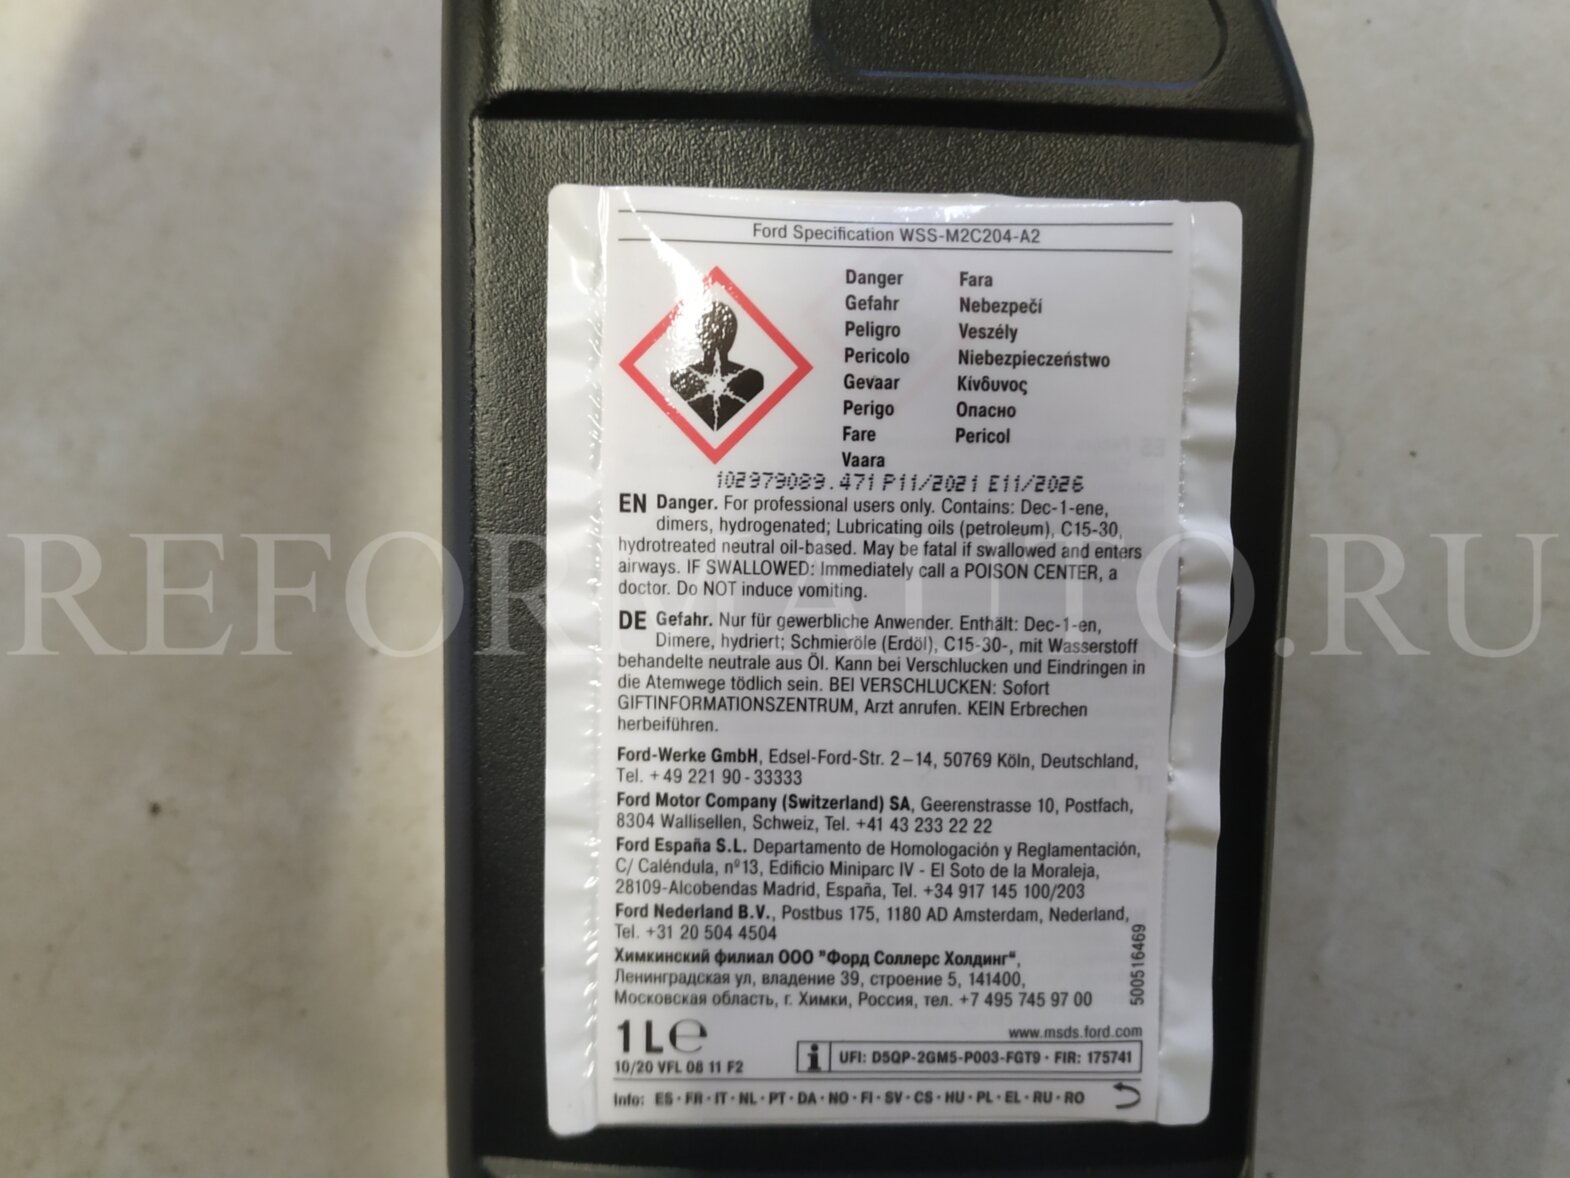 Ford Specification WSS-M2C204-A2
Danger Fara
Gefahr Nebezpečí
Peligro Veszély
Pericolo Niebezpieczeństwo
Gevaar Κίνδυνος
Perigo Опасно
Fare Pericol
Vaara
102979089.471 P11/2021 E11/2026
EN Danger. For professional users only. Contains: Dec-1-ene,
dimers, hydrogenated; Lubricating oils (petroleum), C15-30,
hydrotreated neutral oil-based. May be fatal if swallowed and enters
airways. IF SWALLOWED: Immediately call a POISON CENTER, a
doctor. Do NOT induce vomiting.
DE Gefahr. Nur für gewerbliche Anwender. Enthält: Dec-1-en,
Dimere, hydriert; Schmieröle (Erdöl), C15-30-, mit Wasserstoff
behandelte neutrale aus Öl. Kann bei Verschlucken und Eindringen in
die Atemwege tödlich sein. BEI VERSCHLUCKEN: Sofort
GIFTINFORMATIONSZENTRUM, Arzt anrufen. KEIN Erbrechen
herbeiführen.
REFORMAUTO.RU
Ford-Werke GmbH, Edsel-Ford-Str. 2–14, 50769 Köln, Deutschland,
Tel. +49 221 90-33333
Ford Motor Company (Switzerland) SA, Geerenstrasse 10, Postfach,
8304 Wallisellen, Schweiz, Tel. +41 43 233 22 22
Ford España S.L. Departamento de Homologación y Reglamentación,
C/ Caléndula, nº13, Edificio Miniparc IV - El Soto de la Moraleja,
28109-Alcobendas Madrid, España, Tel. +34 917 145 100/203
Ford Nederland B.V., Postbus 175, 1180 AD Amsterdam, Nederland,
Tel. +31 20 504 4504
Химкинский филиал ООО "Форд Соллерс Холдинг",
Ленинградская ул, владение 39, строение 5, 141400,
Московская область, г. Химки, Россия, тел. +7 495 745 97 00
500516469
1 L e
www.msds.ford.com
10/20 VFL 08 11 F2
i UFI: D5QP-2GM5-P003-FGT9 · FIR: 175741
Info: ES · FR · IT · NL · PT · DA · NO · FI · SV · CS · HU · PL · EL · RU · RO